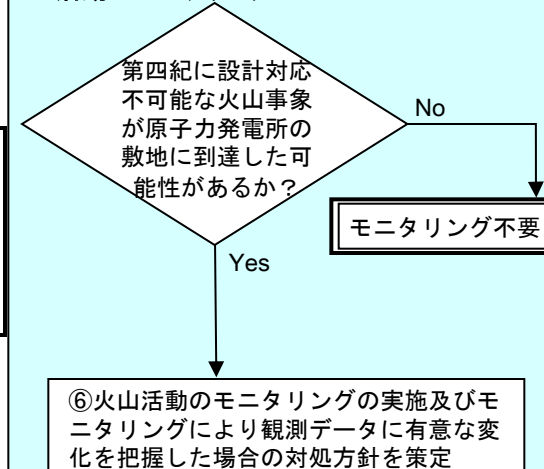 第四紀に設計対応
不可能な火山事象
が原子力発電所の
敷地に到達した可
能性があるか？
No
モニタリング不要
Yes
⑥火山活動のモニタリングの実施及びモ
ニタリングにより観測データに有意な変
化を把握した場合の対処方針を策定